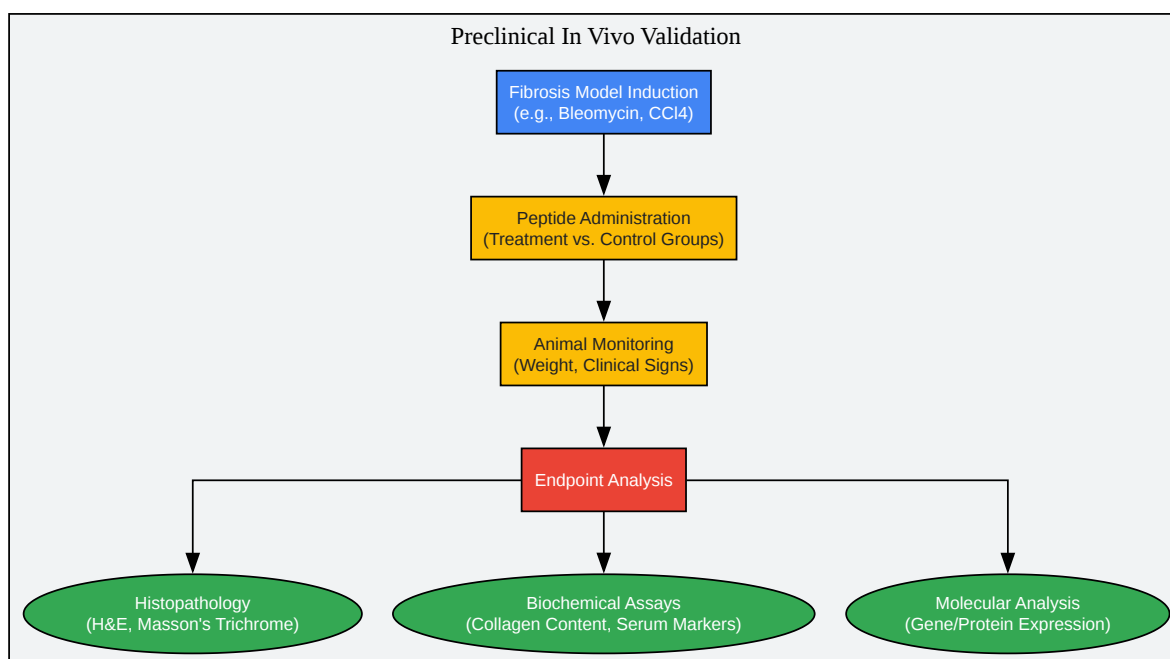 Preclinical In Vivo Validation
Fibrosis Model Induction
(e.g., Bleomycin, CCl4)
Peptide Administration
(Treatment vs. Control Groups)
Animal Monitoring
(Weight, Clinical Signs)
Endpoint Analysis
Histopathology
(H&E, Masson's Trichrome)
Biochemical Assays
(Collagen Content, Serum Markers)
Molecular Analysis
(Gene/Protein Expression)